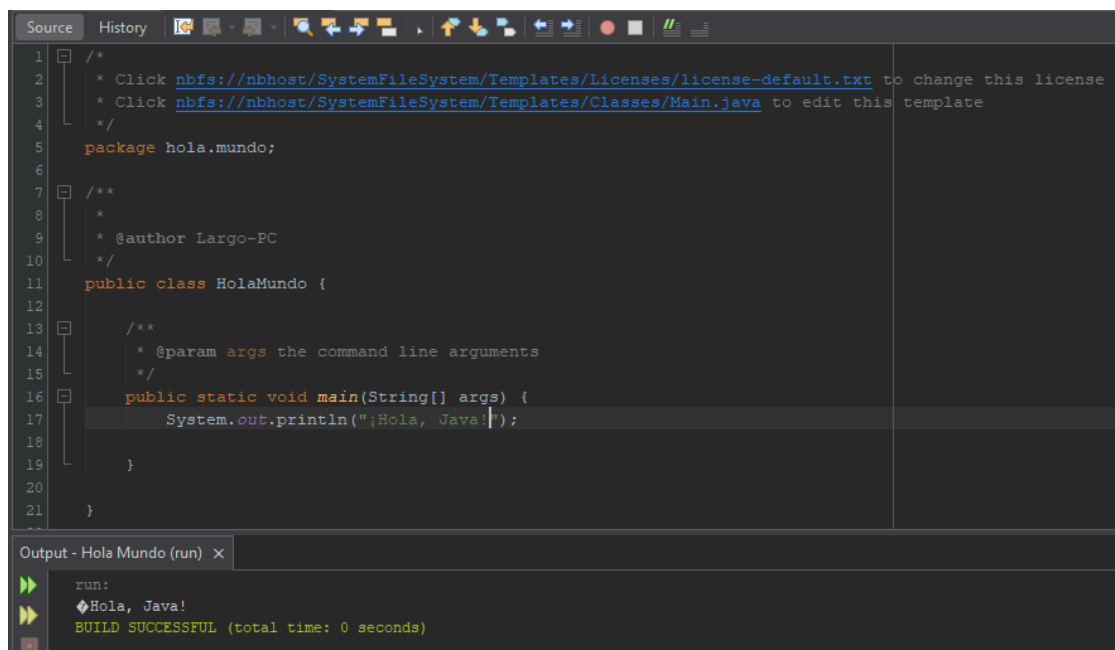 Source History
1 /*
2 * Click nbfs://nbhost/SystemFileSystem/Templates/Licenses/license-default.txt to change this license
3 * Click nbfs://nbhost/SystemFileSystem/Templates/Classes/Main.java to edit this template
4 */
5 package hola.mundo;
6
7 /**
8 *
9 * @author Largo-PC
10 */
11 public class HolaMundo {
12
13 /**
14 * @param args the command line arguments
15 */
16 public static void main(String[] args) {
17 System.out.println("¡Hola, Java!");
18
19 }
20
21 }
Output - Hola Mundo (run) ×
run:
�Hola, Java!
BUILD SUCCESSFUL (total time: 0 seconds)